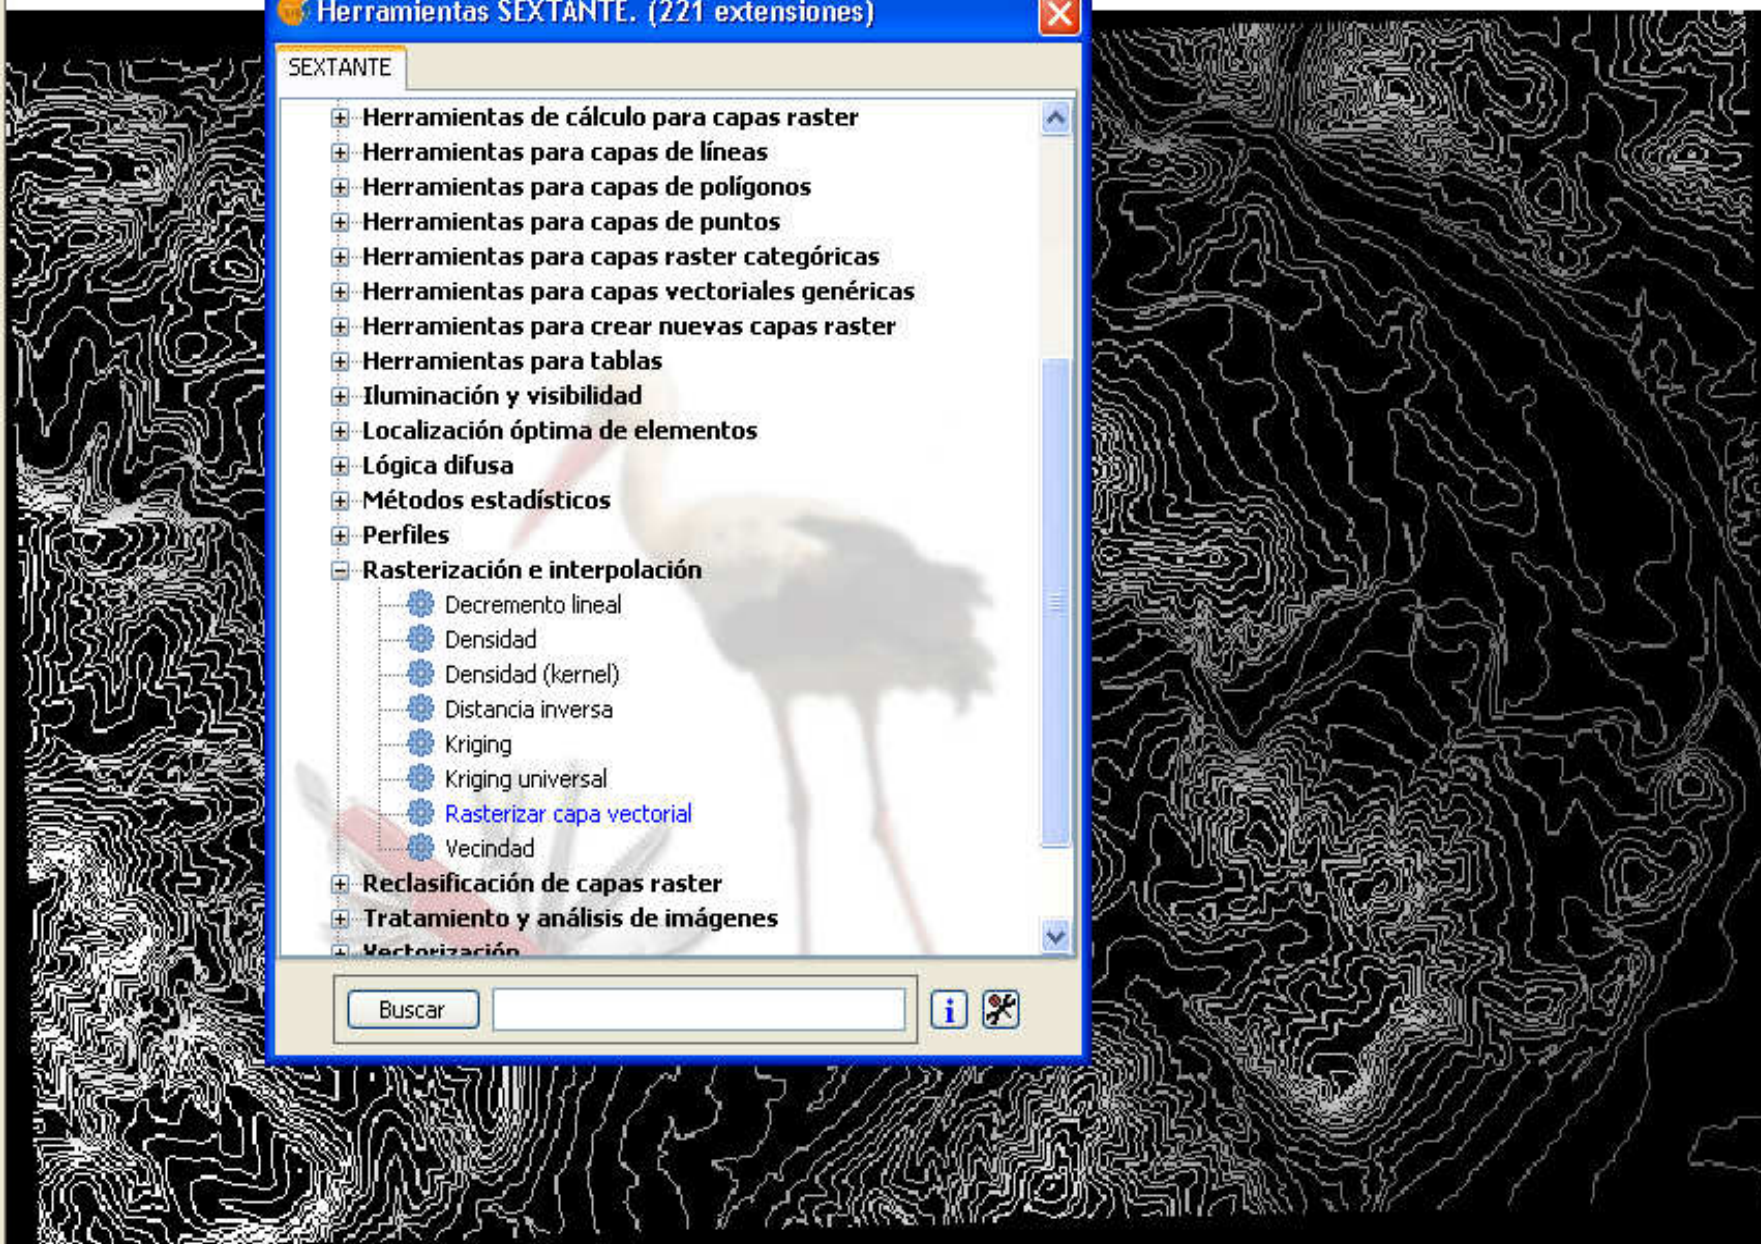 Herramientas SEXTANTE. (221 extensiones)
SEXTANTE
Herramientas de cálculo para capas raster
Herramientas para capas de líneas
Herramientas para capas de polígonos
Herramientas para capas de puntos
Herramientas para capas raster categóricas
Herramientas para capas vectoriales genéricas
Herramientas para crear nuevas capas raster
Herramientas para tablas
Iluminación y visibilidad
Localización óptima de elementos
Lógica difusa
Métodos estadísticos
Perfiles
Rasterización e interpolación
Decremento lineal
Densidad
Densidad (kernel)
Distancia inversa
Kriging
Kriging universal
Rasterizar capa vectorial
Vecindad
Reclasificación de capas raster
Tratamiento y análisis de imágenes
Vectorización
Buscar
i